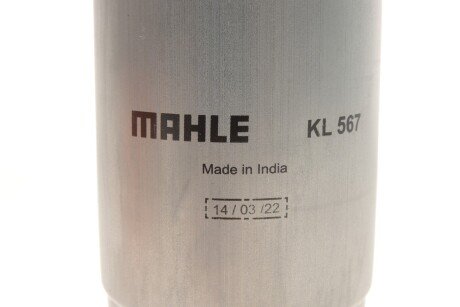 MAHLE KL 567
Made in India
14 / 03 /22